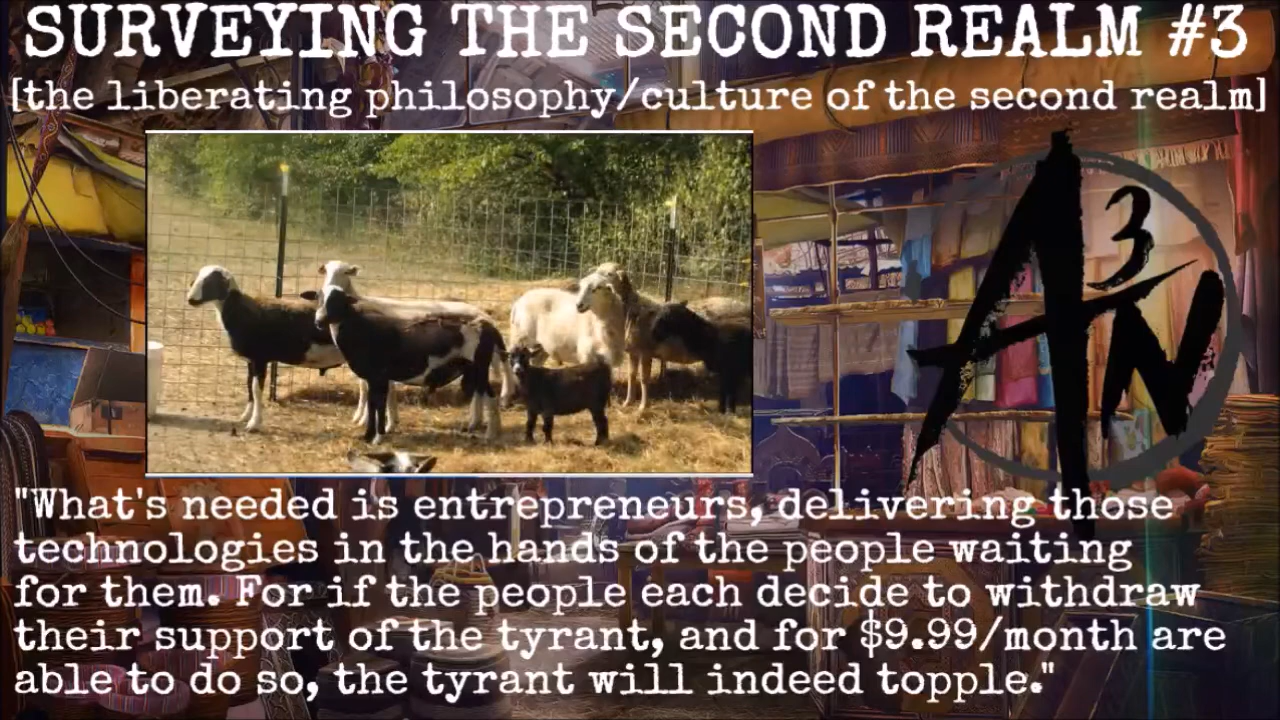 SURVEYING THE SECOND REALM #3
[the liberating philosophy/culture of the second realm]
A3N
"What's needed is entrepreneurs, delivering those
technologies in the hands of the people waiting
for them. For if the people each decide to withdraw
their support of the tyrant, and for $9.99/month are
able to do so, the tyrant will indeed topple."